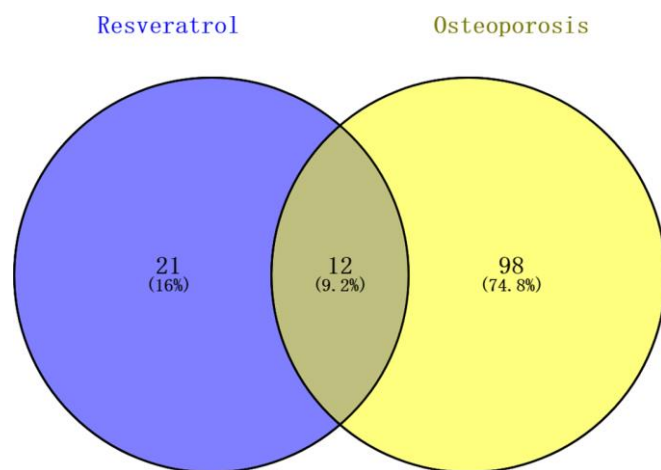 Resveratrol Osteoporosis
21 12 98
(16%) (9.2%) (74.8%)